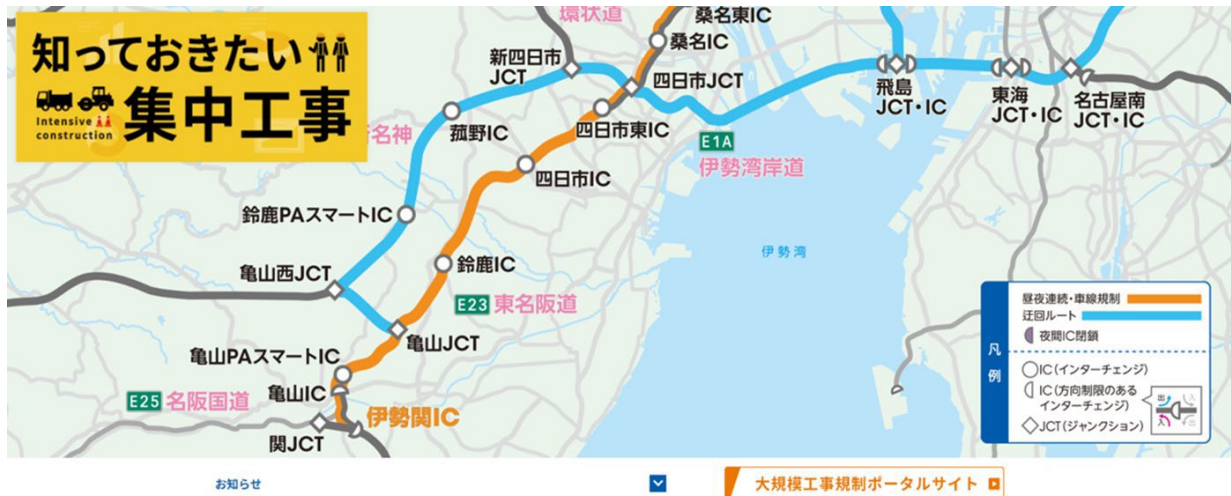 知っておきたい
Intensive
construction
集中工事
環状道
桑名東IC
桑名IC
新四日市
JCT
四日市JCT
飛島
JCT・IC
東海
JCT・IC
名古屋南
JCT・IC
菰野IC
四日市東IC
E1A
伊勢湾岸道
名神
四日市IC
鈴鹿PAスマートIC
伊勢湾
亀山西JCT
鈴鹿IC
E23 東名阪道
亀山JCT
亀山PAスマートIC
亀山IC
E25 名阪国道
伊勢関IC
関JCT
凡例
昼夜連続・車線規制
迂回ルート
夜間IC閉鎖
IC(インターチェンジ)
IC(方向制限のある
インターチェンジ)
JCT(ジャンクション)
出
入
入
出
お知らせ
大規模工事規制ポータルサイト